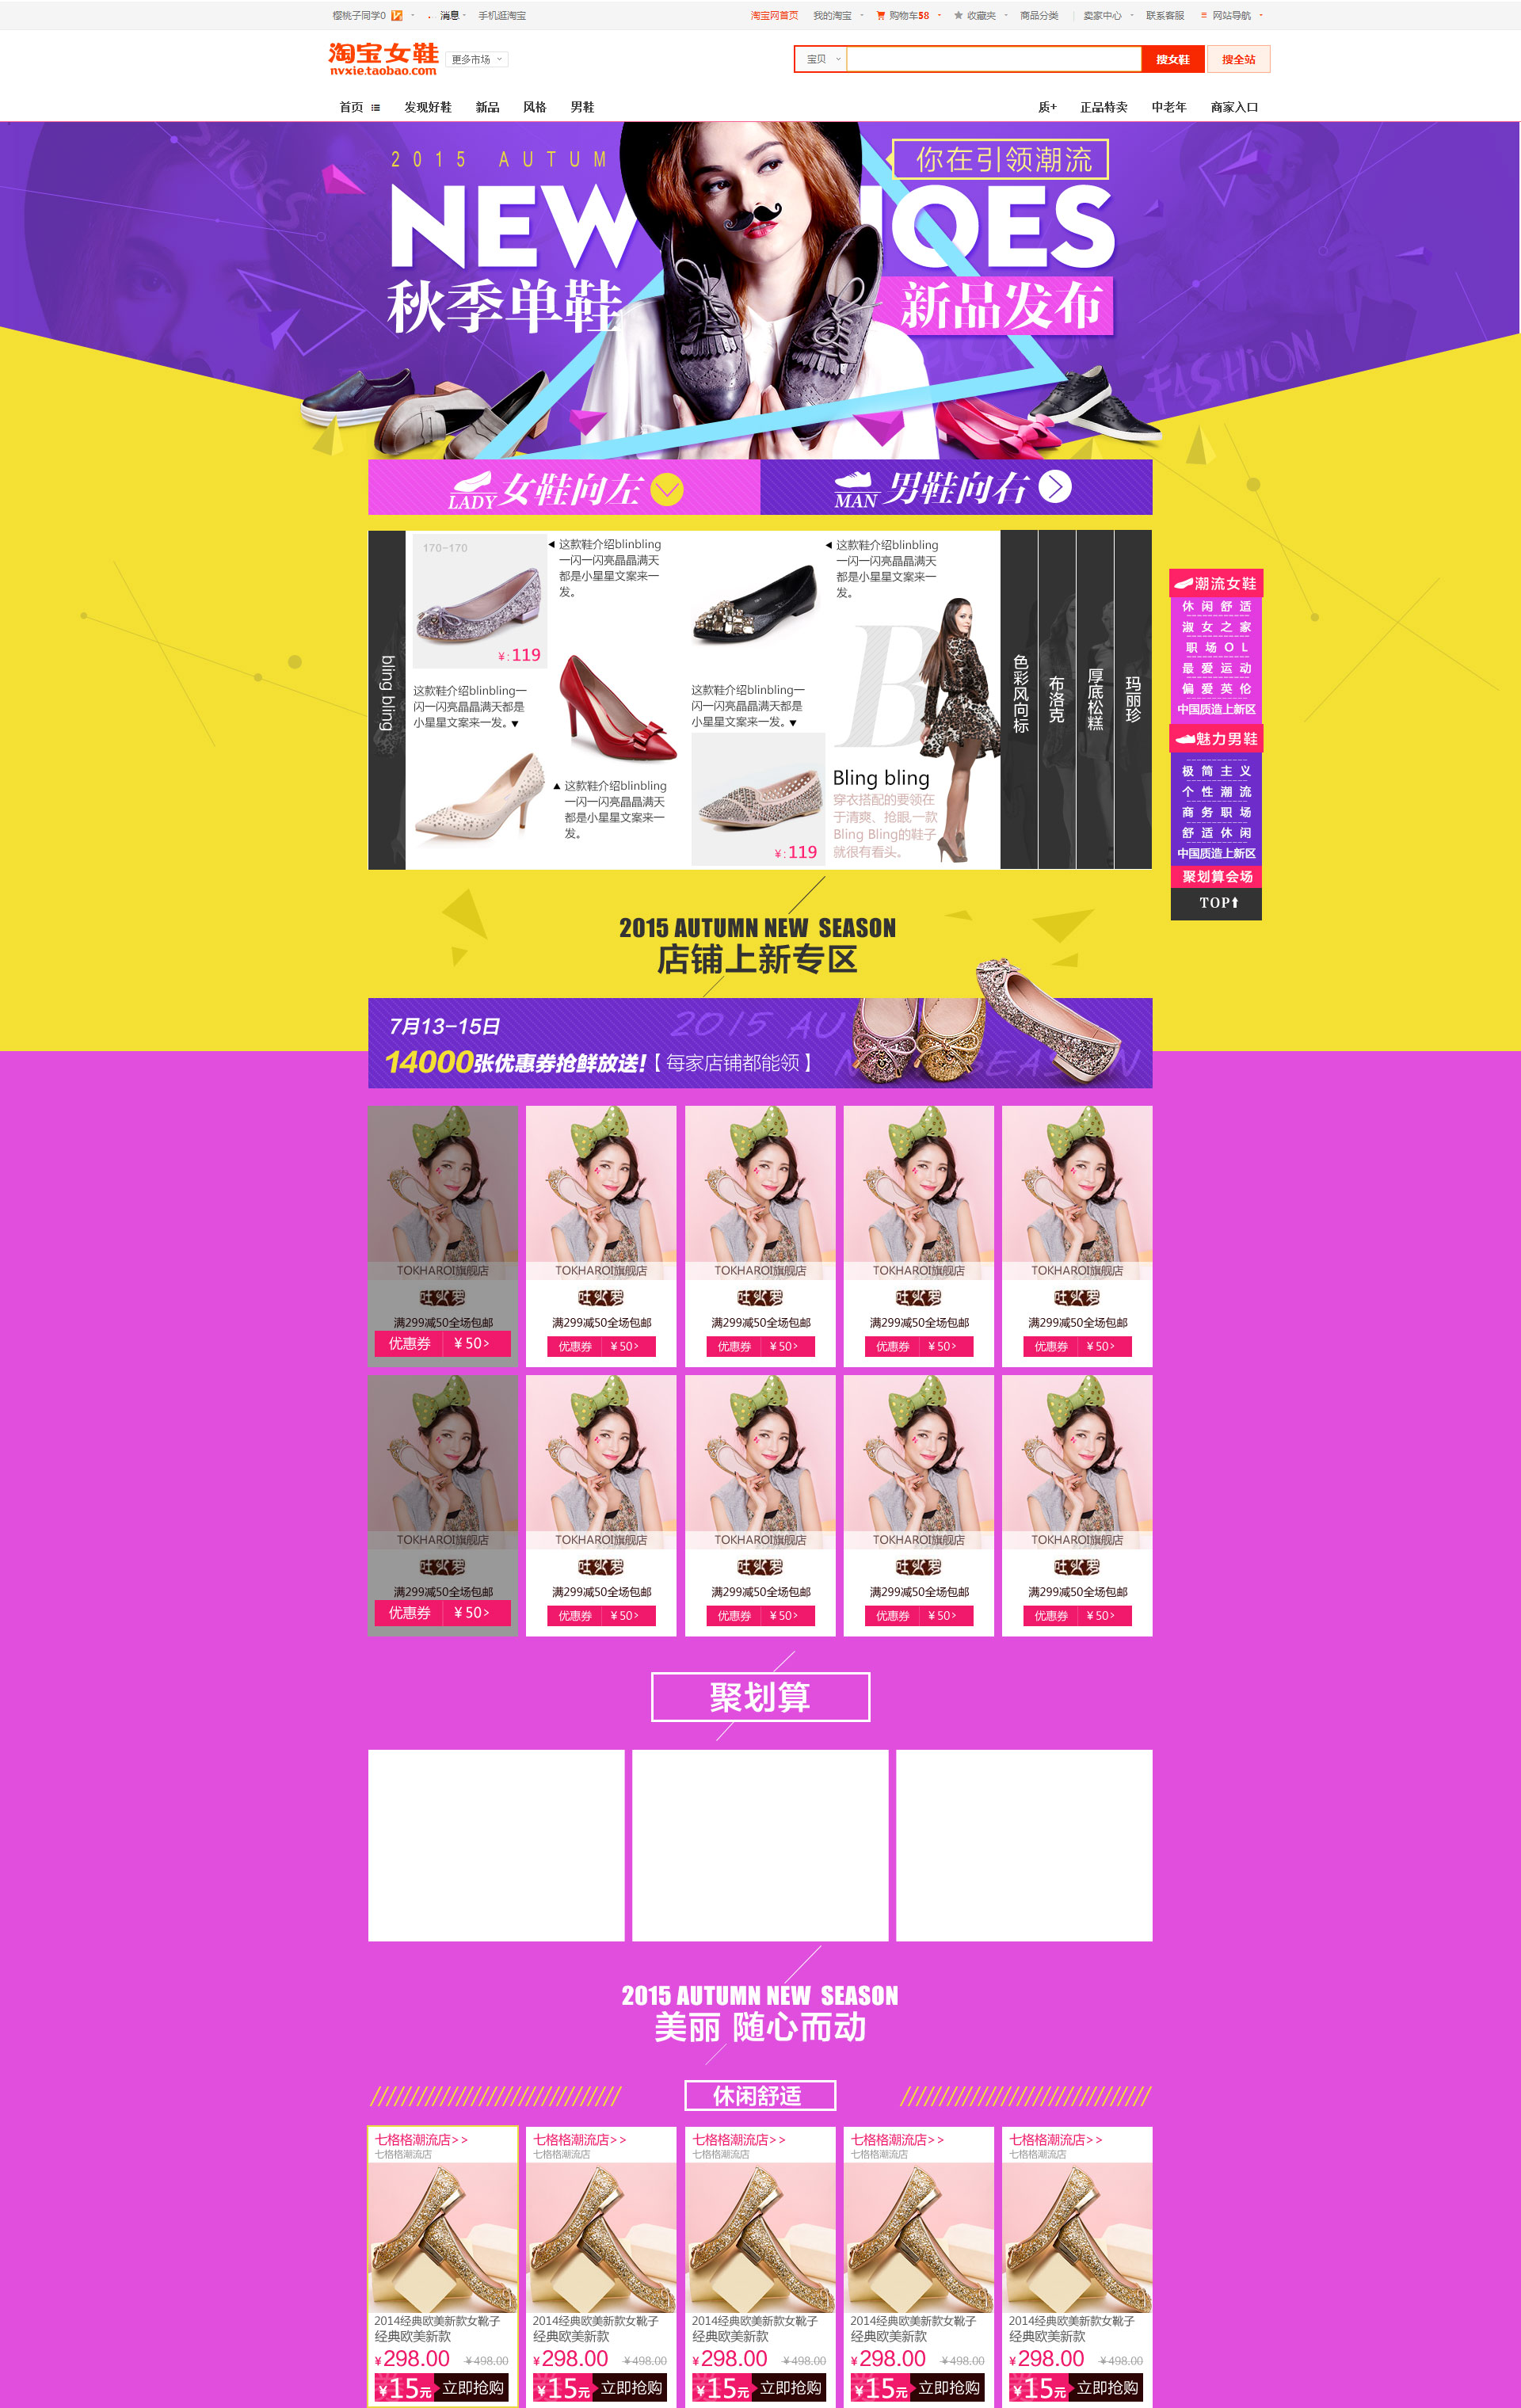 樱桃子同学0
消息
手机逛淘宝
淘宝网首页
我的淘宝
购物车58
收藏夹
商品分类
卖家中心
联系客服
网站导航
淘宝女鞋
nvxie.taobao.com
更多市场
宝贝
搜女鞋
搜全站
首页
发现好鞋
新品
风格
男鞋
质+
正品特卖
中老年
商家入口
2015 AUTUM
你在引领潮流
NEW
OES
秋季单鞋
新品发布
FASHION
LADY 女鞋向左
MAN 男鞋向右
bling bling
170-170
¥:119
这款鞋介绍blinbling
一闪一闪亮晶晶满天
都是小星星文案来一
发。
这款鞋介绍blinbling
一闪一闪亮晶晶满天
都是小星星文案来一
发。
这款鞋介绍blinbling一
闪一闪亮晶晶满天都是
小星星文案来一发。
这款鞋介绍blinbling一
闪一闪亮晶晶满天都是
小星星文案来一发。
这款鞋介绍blinbling
一闪一闪亮晶晶满天
都是小星星文案来一
发。
¥:119
B
Bling bling
穿衣搭配的要领在
于清爽、抢眼,一款
Bling Bling的鞋子
就很有看头。
色彩风向标
布洛克
厚底松糕
玛丽珍
潮流女鞋
休闲舒适
淑女之家
职场OL
最爱运动
偏爱英伦
中国质造上新区
魅力男鞋
极简主义
个性潮流
商务职场
舒适休闲
中国质造上新区
聚划算会场
TOP
2015 AUTUMN NEW SEASON
店铺上新专区
7月13-15日
14000张优惠券抢鲜放送!【每家店铺都能领】
TOKHAROI旗舰店
吐火罗
满299减50全场包邮
优惠券 ¥50>
TOKHAROI旗舰店
吐火罗
满299减50全场包邮
优惠券 ¥50>
TOKHAROI旗舰店
吐火罗
满299减50全场包邮
优惠券 ¥50>
TOKHAROI旗舰店
吐火罗
满299减50全场包邮
优惠券 ¥50>
TOKHAROI旗舰店
吐火罗
满299减50全场包邮
优惠券 ¥50>
TOKHAROI旗舰店
吐火罗
满299减50全场包邮
优惠券 ¥50>
TOKHAROI旗舰店
吐火罗
满299减50全场包邮
优惠券 ¥50>
TOKHAROI旗舰店
吐火罗
满299减50全场包邮
优惠券 ¥50>
TOKHAROI旗舰店
吐火罗
满299减50全场包邮
优惠券 ¥50>
TOKHAROI旗舰店
吐火罗
满299减50全场包邮
优惠券 ¥50>
聚划算
2015 AUTUMN NEW SEASON
美丽 随心而动
休闲舒适
七格格潮流店>>
七格格潮流店
2014经典欧美新款女靴子
经典欧美新款
¥298.00 ¥498.00
¥15元 立即抢购
七格格潮流店>>
七格格潮流店
2014经典欧美新款女靴子
经典欧美新款
¥298.00 ¥498.00
¥15元 立即抢购
七格格潮流店>>
七格格潮流店
2014经典欧美新款女靴子
经典欧美新款
¥298.00 ¥498.00
¥15元 立即抢购
七格格潮流店>>
七格格潮流店
2014经典欧美新款女靴子
经典欧美新款
¥298.00 ¥498.00
¥15元 立即抢购
七格格潮流店>>
七格格潮流店
2014经典欧美新款女靴子
经典欧美新款
¥298.00 ¥498.00
¥15元 立即抢购